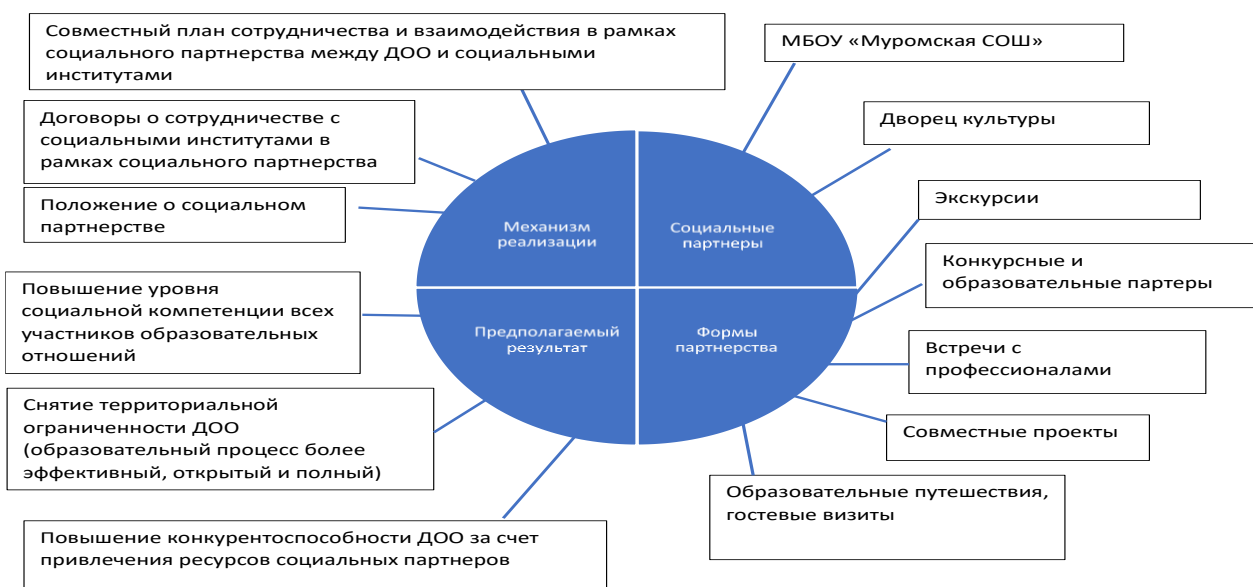 Совместный план сотрудничества и взаимодействия в рамках
социального партнерства между ДОО и социальными
институтами
МБОУ «Муромская СОШ»
Договоры о сотрудничестве с
социальными институтами в
рамках социального партнерства
Дворец культуры
Положение о социальном
партнерстве
Экскурсии
Механизм
реализации
Социальные
партнеры
Конкурсные и
образовательные партеры
Повышение уровня
социальной компетенции всех
участников образовательных
отношений
Предполагаемый
результат
Формы
партнерства
Встречи с
профессионалами
Снятие территориальной
ограниченности ДОО
(образовательный процесс более
эффективный, открытый и полный)
Совместные проекты
Образовательные путешествия,
гостевые визиты
Повышение конкурентоспособности ДОО за счет
привлечения ресурсов социальных партнеров